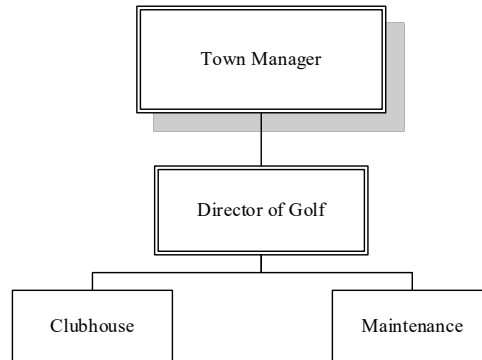 Town Manager
Director of Golf
Clubhouse
Maintenance